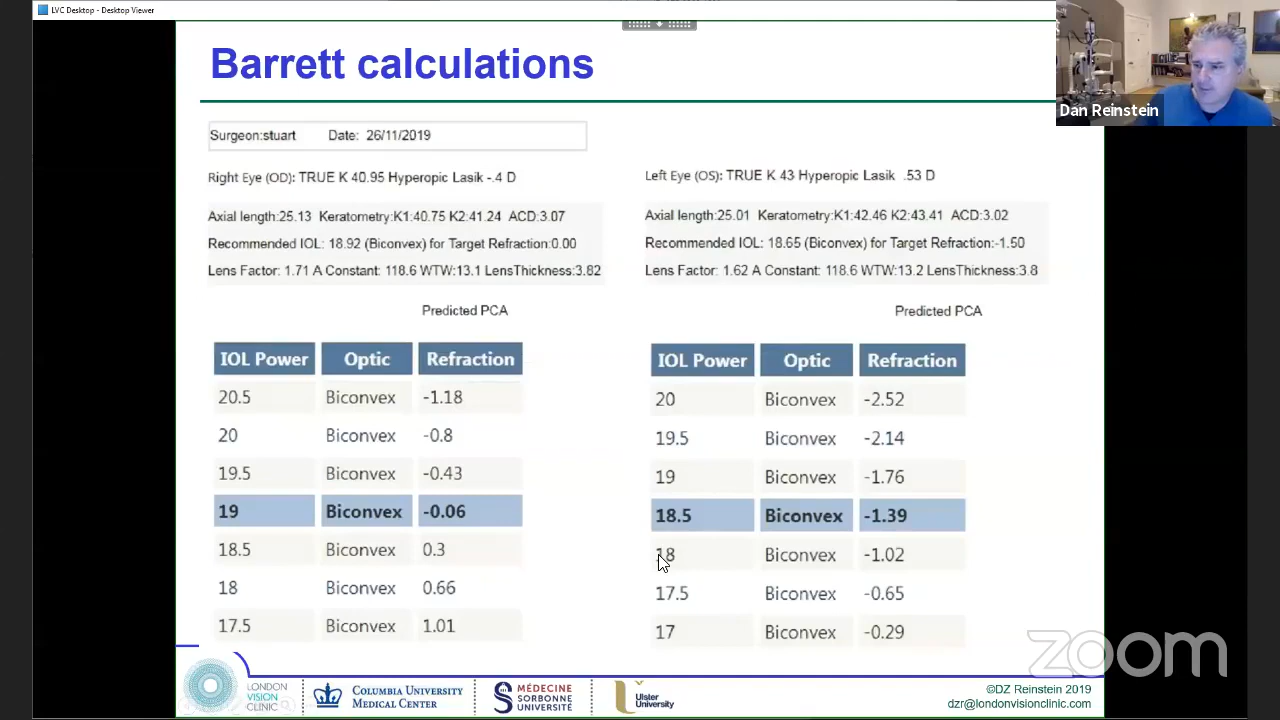 LVC Desktop - Desktop Viewer
Barrett calculations
Dan Reinstein
Surgeon:stuart Date: 26/11/2019
Right Eye (OD): TRUE K 40.95 Hyperopic Lasik -.4 D
Axial length:25.13 Keratometry:K1:40.75 K2:41.24 ACD:3.07
Recommended IOL: 18.92 (Biconvex) for Target Refraction:0.00
Lens Factor: 1.71 A Constant: 118.6 WTW:13.1 LensThickness:3.82
Predicted PCA
IOL Power Optic Refraction
20.5 Biconvex -1.18
20 Biconvex -0.8
19.5 Biconvex -0.43
19 Biconvex -0.06
18.5 Biconvex 0.3
18 Biconvex 0.66
17.5 Biconvex 1.01
Left Eye (OS): TRUE K 43 Hyperopic Lasik .53 D
Axial length:25.01 Keratometry:K1:42.46 K2:43.41 ACD:3.02
Recommended IOL: 18.65 (Biconvex) for Target Refraction:-1.50
Lens Factor: 1.62 A Constant: 118.6 WTW:13.2 LensThickness:3.8
Predicted PCA
IOL Power Optic Refraction
20 Biconvex -2.52
19.5 Biconvex -2.14
19 Biconvex -1.76
18.5 Biconvex -1.39
18 Biconvex -1.02
17.5 Biconvex -0.65
17 Biconvex -0.29
zoom
LONDON
VISION
CLINIC
COLUMBIA UNIVERSITY
MEDICAL CENTER
MÉDECINE
SORBONNE
UNIVERSITÉ
Ulster
University
©DZ Reinstein 2019
dzr@londonvisionclinic.com